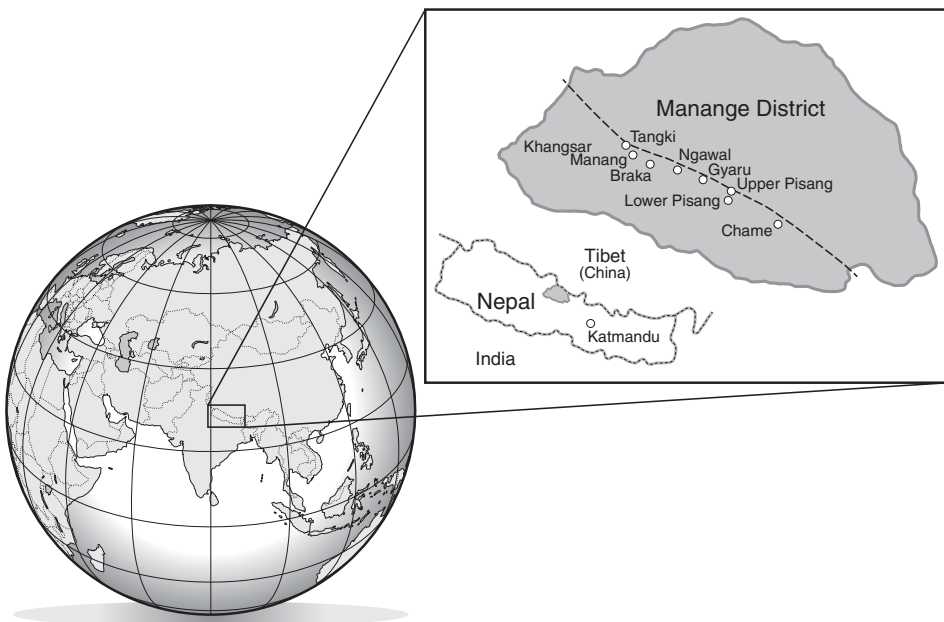 Manange District
Tangki
Khangsar
Manang
Ngawal
Braka
Gyaru
Upper Pisang
Lower Pisang
Chame
Tibet
(China)
Nepal
Katmandu
India